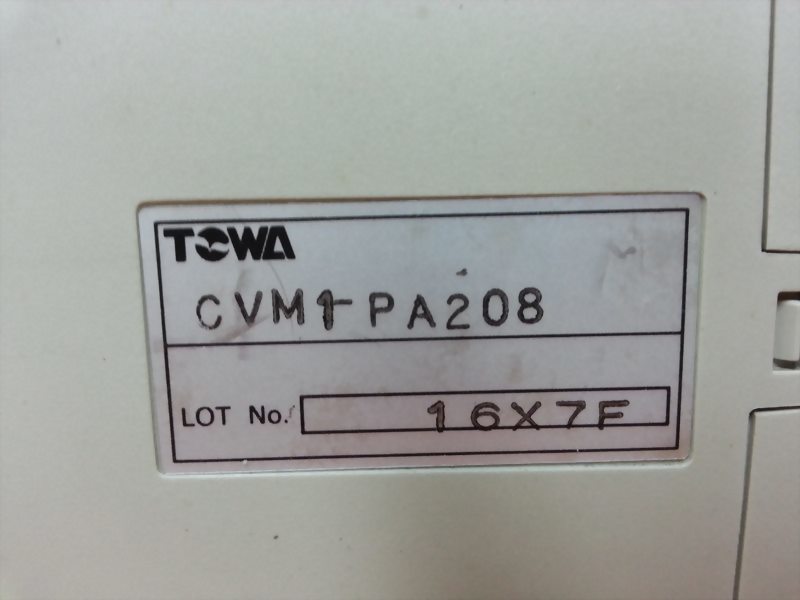 TOWA
CVM1-PA208
LOT No. 16X7F